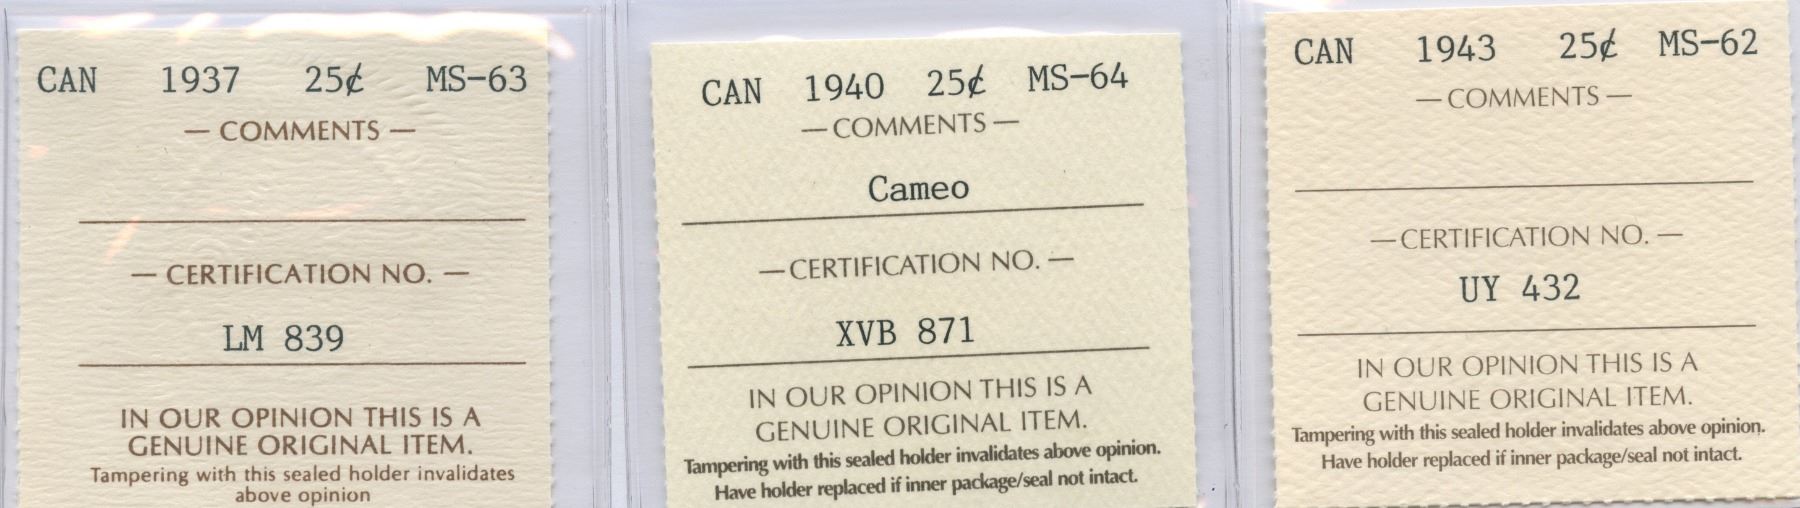 CAN 1937 25¢ MS-63
— COMMENTS —
— CERTIFICATION NO. —
LM 839
IN OUR OPINION THIS IS A
GENUINE ORIGINAL ITEM.
Tampering with this sealed holder invalidates
above opinion
CAN 1940 25¢ MS-64
— COMMENTS —
Cameo
— CERTIFICATION NO. —
XVB 871
IN OUR OPINION THIS IS A
GENUINE ORIGINAL ITEM.
Tampering with this sealed holder invalidates above opinion.
Have holder replaced if inner package/seal not intact.
CAN 1943 25¢ MS-62
— COMMENTS —
— CERTIFICATION NO. —
UY 432
IN OUR OPINION THIS IS A
GENUINE ORIGINAL ITEM.
Tampering with this sealed holder invalidates above opinion.
Have holder replaced if inner package/seal not intact.